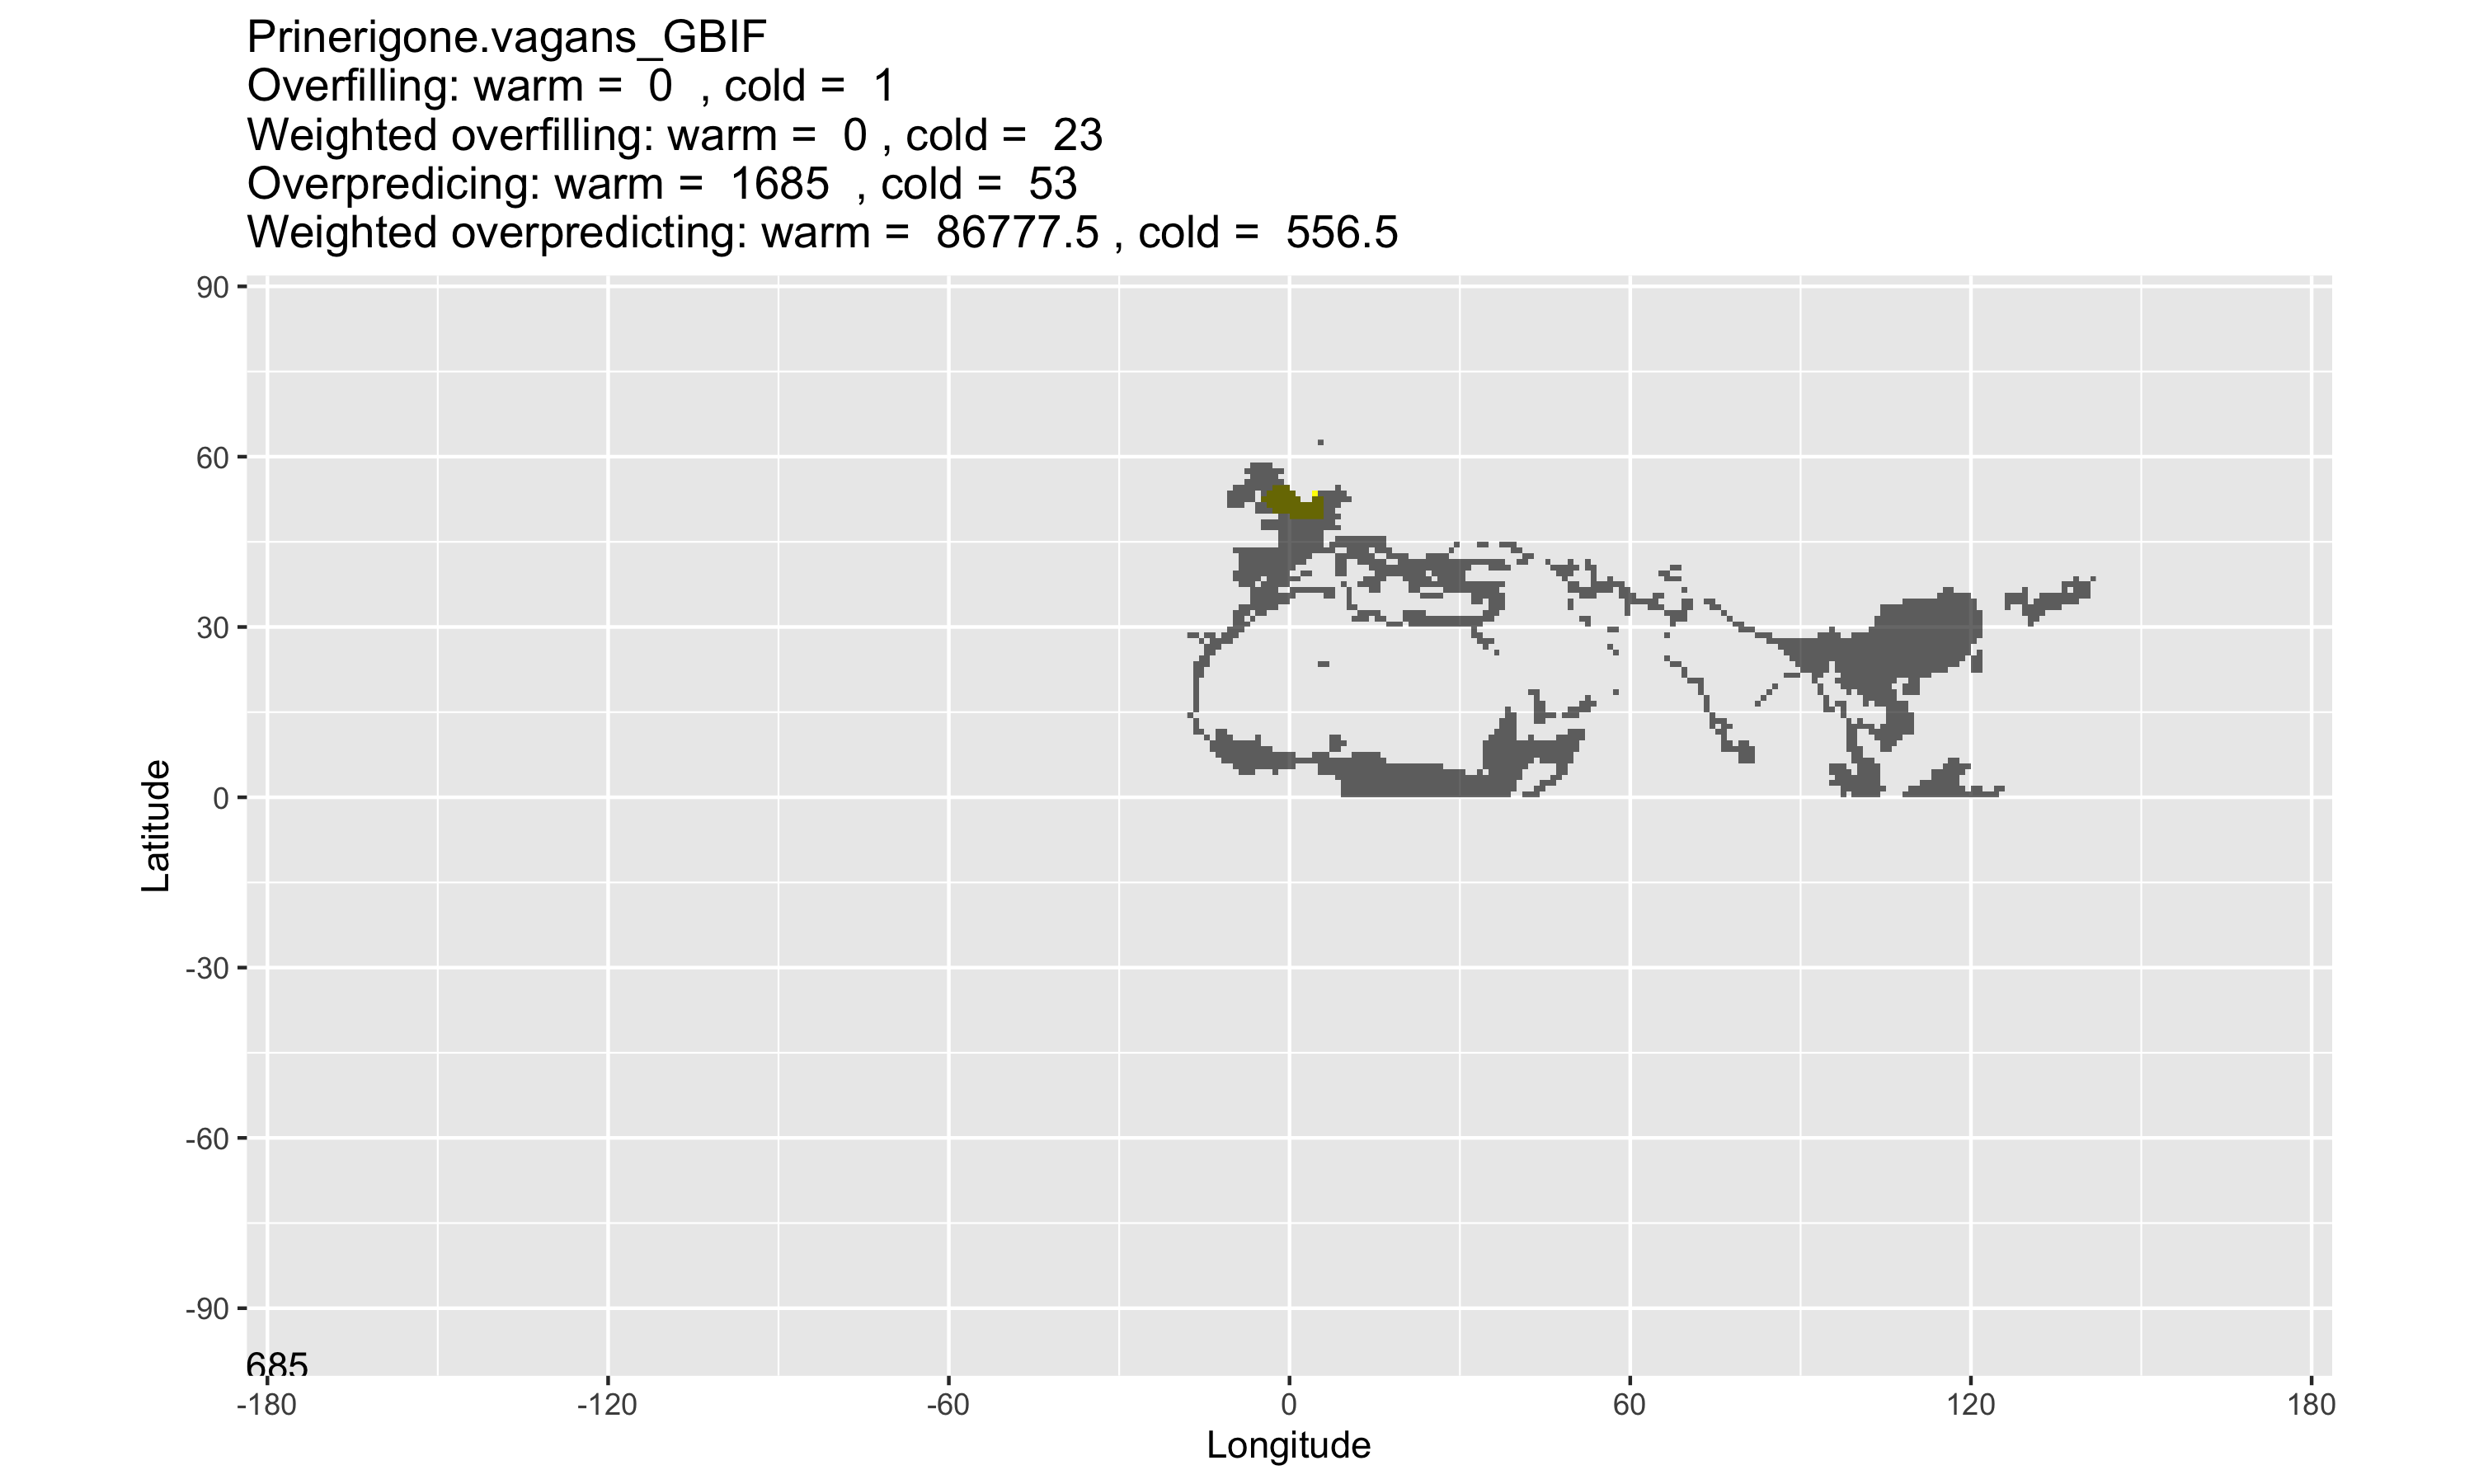 Prinerigone.vagans_GBIF
Overfilling: warm =  0  , cold =  1
Weighted overfilling: warm =  0 , cold =  23
Overpredicing: warm =  1685  , cold =  53
Weighted overpredicting: warm =  86777.5 , cold =  556.5
90
60
30
0
-30
-60
-90
Latitude
685
-180 -120 -60 0 60 120 180
Longitude